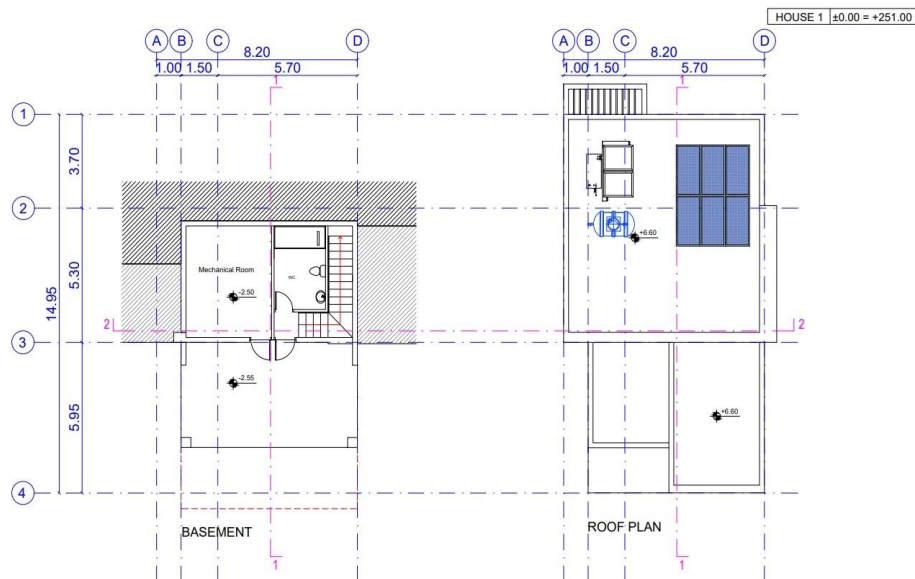 HOUSE 1 ±0.00 = +251.00
A B C D
8.20
1.00 1.50 5.70
A B C D
8.20
1.00 1.50 5.70
1
1
1
3.70
2
+6.60
5.30
Mechanical Room
WC
-2.50
14.95
2
2
3
-2.55
5.95
+6.60
4
BASEMENT
ROOF PLAN
1
1